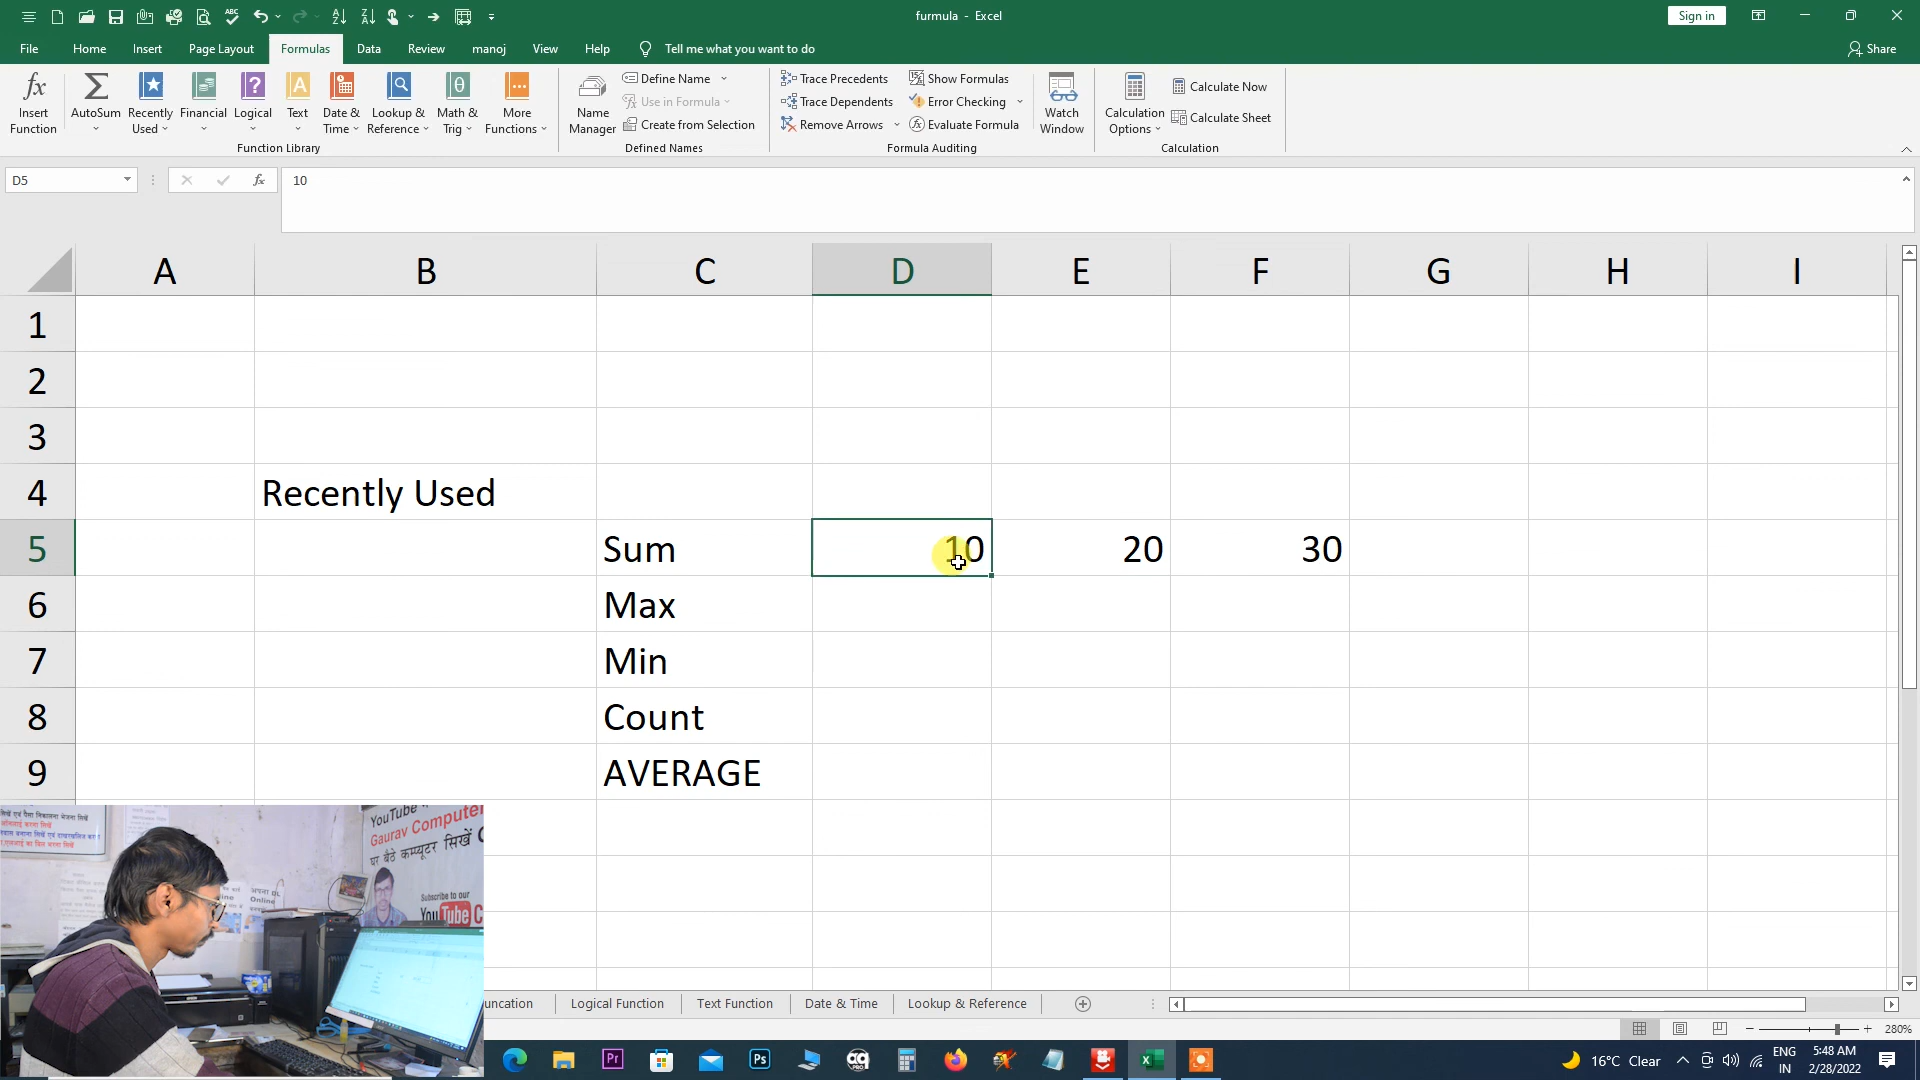 furmula - Excel
Sign in
File Home Insert Page Layout Formulas Data Review manoj View Help Tell me what you want to do Share
Insert Function
AutoSum
Recently Used
Financial
Logical
Text
Date & Time
Lookup & Reference
Math & Trig
More Functions
Function Library
Name Manager
Define Name
Use in Formula
Create from Selection
Defined Names
Trace Precedents
Trace Dependents
Remove Arrows
Show Formulas
Error Checking
Evaluate Formula
Formula Auditing
Watch Window
Calculation Options
Calculate Now
Calculate Sheet
Calculation
D5
fx
10
A B C D E F G H I
1
2
3
4 Recently Used
5 Sum 10 20 30
6 Max
7 Min
8 Count
9 AVERAGE
YouTube
Gaurav Computer
घर बैठे कम्प्यूटर सिखें
Subscribe to our
YouTube C
Online
Logical Function Text Function Date & Time Lookup & Reference
280%
16°C Clear
ENG
IN
5:48 AM
2/28/2022